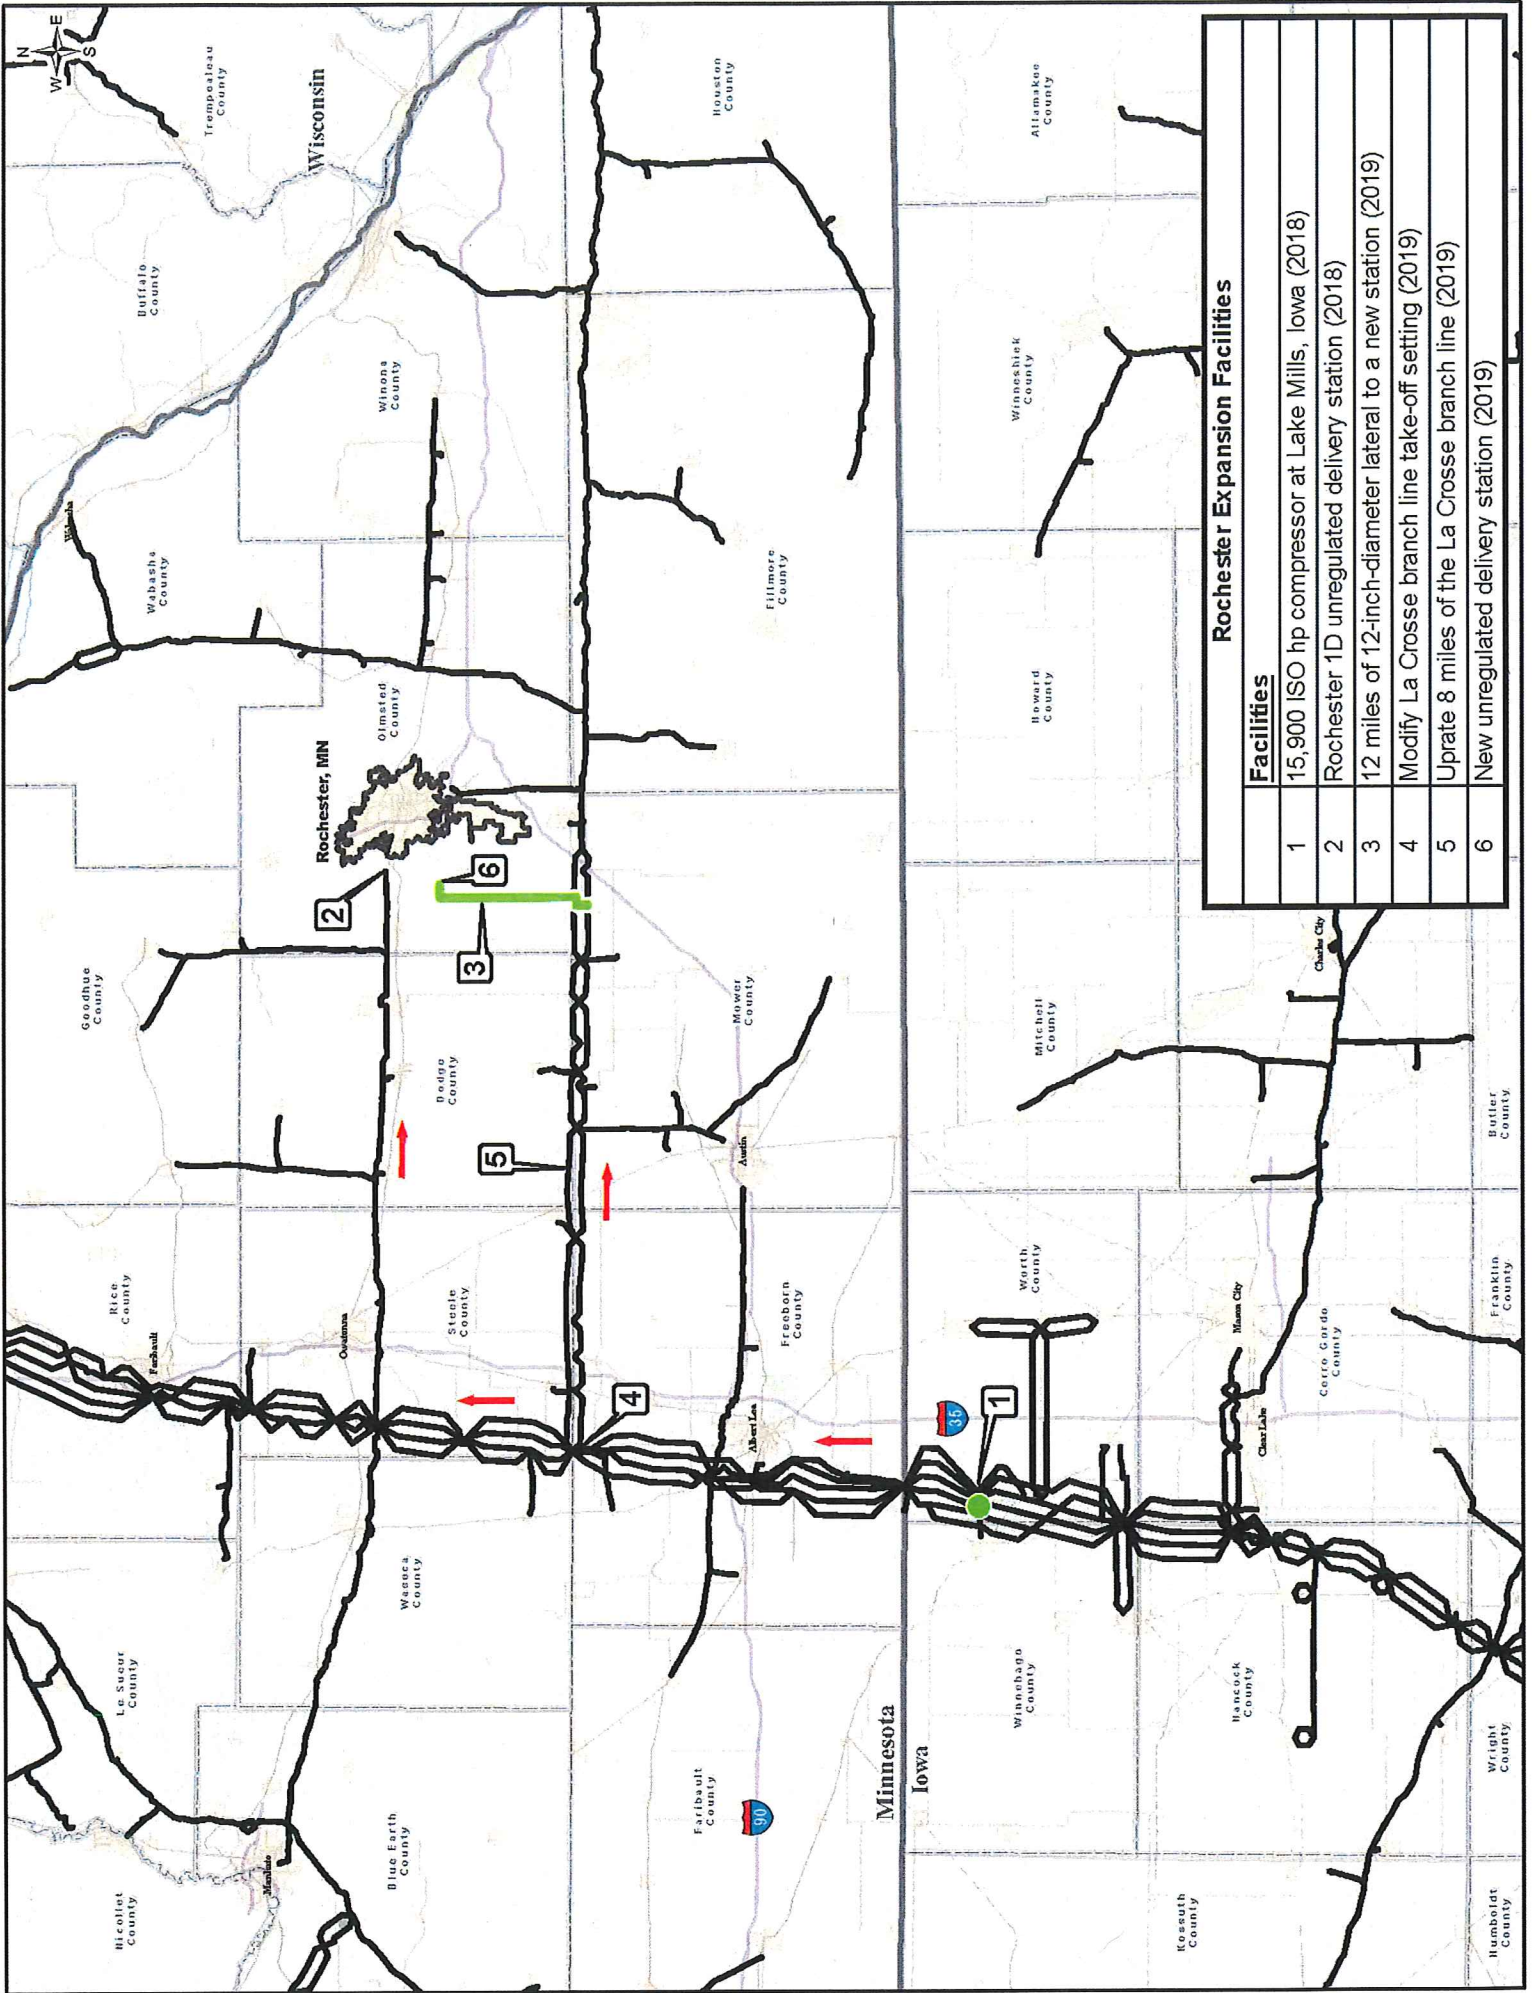 N
W
E
S
Trempealeau
County
Wisconsin
Buffalo
County
Wabasha
Wabasha
County
Winona
County
Houston
County
Goodhue
County
Olmsted
County
Rochester, MN
2
6
3
Fillmore
County
Rice
County
Faribault
Dodge
County
Mower
County
5
Austin
Owatonna
Steele
County
Freeborn
County
4
Albert Lea
Le Sueur
County
Waseca
County
Nicollet
County
Mankato
Blue Earth
County
Faribault
County
90
Minnesota
Iowa
35
1
Allamakee
County
Winneshiek
County
Howard
County
Mitchell
County
Worth
County
Winnebago
County
Kossuth
County
Hancock
County
Cerro Gordo
County
Mason City
Clear Lake
Charles City
Butler
County
Franklin
County
Wright
County
Humboldt
County
Rochester Expansion Facilities
Facilities
1 15,900 ISO hp compressor at Lake Mills, Iowa (2018)
2 Rochester 1D unregulated delivery station (2018)
3 12 miles of 12-inch-diameter lateral to a new station (2019)
4 Modify La Crosse branch line take-off setting (2019)
5 Uprate 8 miles of the La Crosse branch line (2019)
6 New unregulated delivery station (2019)